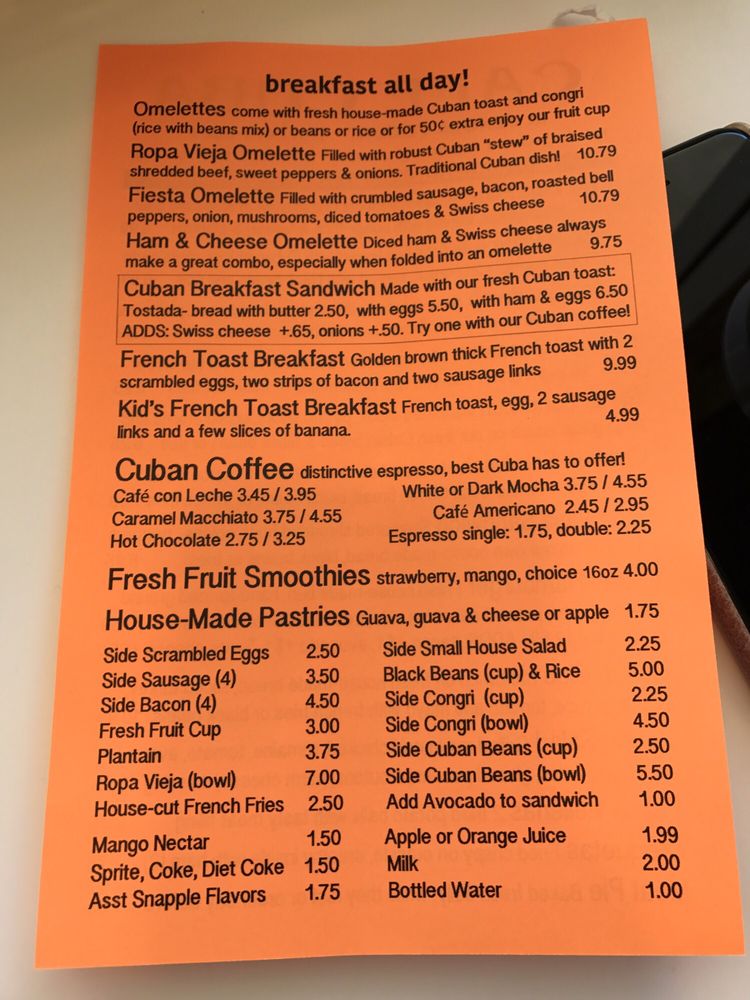 breakfast all day!
Omelettes come with fresh house-made Cuban toast and congri
(rice with beans mix) or beans or rice or for 50¢ extra enjoy our fruit cup
Ropa Vieja Omelette Filled with robust Cuban "stew" of braised
shredded beef, sweet peppers & onions. Traditional Cuban dish! 10.79
Fiesta Omelette Filled with crumbled sausage, bacon, roasted bell
peppers, onion, mushrooms, diced tomatoes & Swiss cheese 10.79
Ham & Cheese Omelette Diced ham & Swiss cheese always
make a great combo, especially when folded into an omelette 9.75
Cuban Breakfast Sandwich Made with our fresh Cuban toast:
Tostada- bread with butter 2.50, with eggs 5.50, with ham & eggs 6.50
ADDS: Swiss cheese +.65, onions +.50. Try one with our Cuban coffee!
French Toast Breakfast Golden brown thick French toast with 2
scrambled eggs, two strips of bacon and two sausage links 9.99
Kid's French Toast Breakfast French toast, egg, 2 sausage
links and a few slices of banana. 4.99
Cuban Coffee distinctive espresso, best Cuba has to offer!
Café con Leche 3.45 / 3.95 White or Dark Mocha 3.75 / 4.55
Caramel Macchiato 3.75 / 4.55 Café Americano 2.45 / 2.95
Hot Chocolate 2.75 / 3.25 Espresso single: 1.75, double: 2.25
Fresh Fruit Smoothies strawberry, mango, choice 16oz 4.00
House-Made Pastries Guava, guava & cheese or apple 1.75
Side Scrambled Eggs 2.50 Side Small House Salad 2.25
Side Sausage (4) 3.50 Black Beans (cup) & Rice 5.00
Side Bacon (4) 4.50 Side Congri (cup) 2.25
Fresh Fruit Cup 3.00 Side Congri (bowl) 4.50
Plantain 3.75 Side Cuban Beans (cup) 2.50
Ropa Vieja (bowl) 7.00 Side Cuban Beans (bowl) 5.50
House-cut French Fries 2.50 Add Avocado to sandwich 1.00
Mango Nectar 1.50 Apple or Orange Juice 1.99
Sprite, Coke, Diet Coke 1.50 Milk 2.00
Asst Snapple Flavors 1.75 Bottled Water 1.00